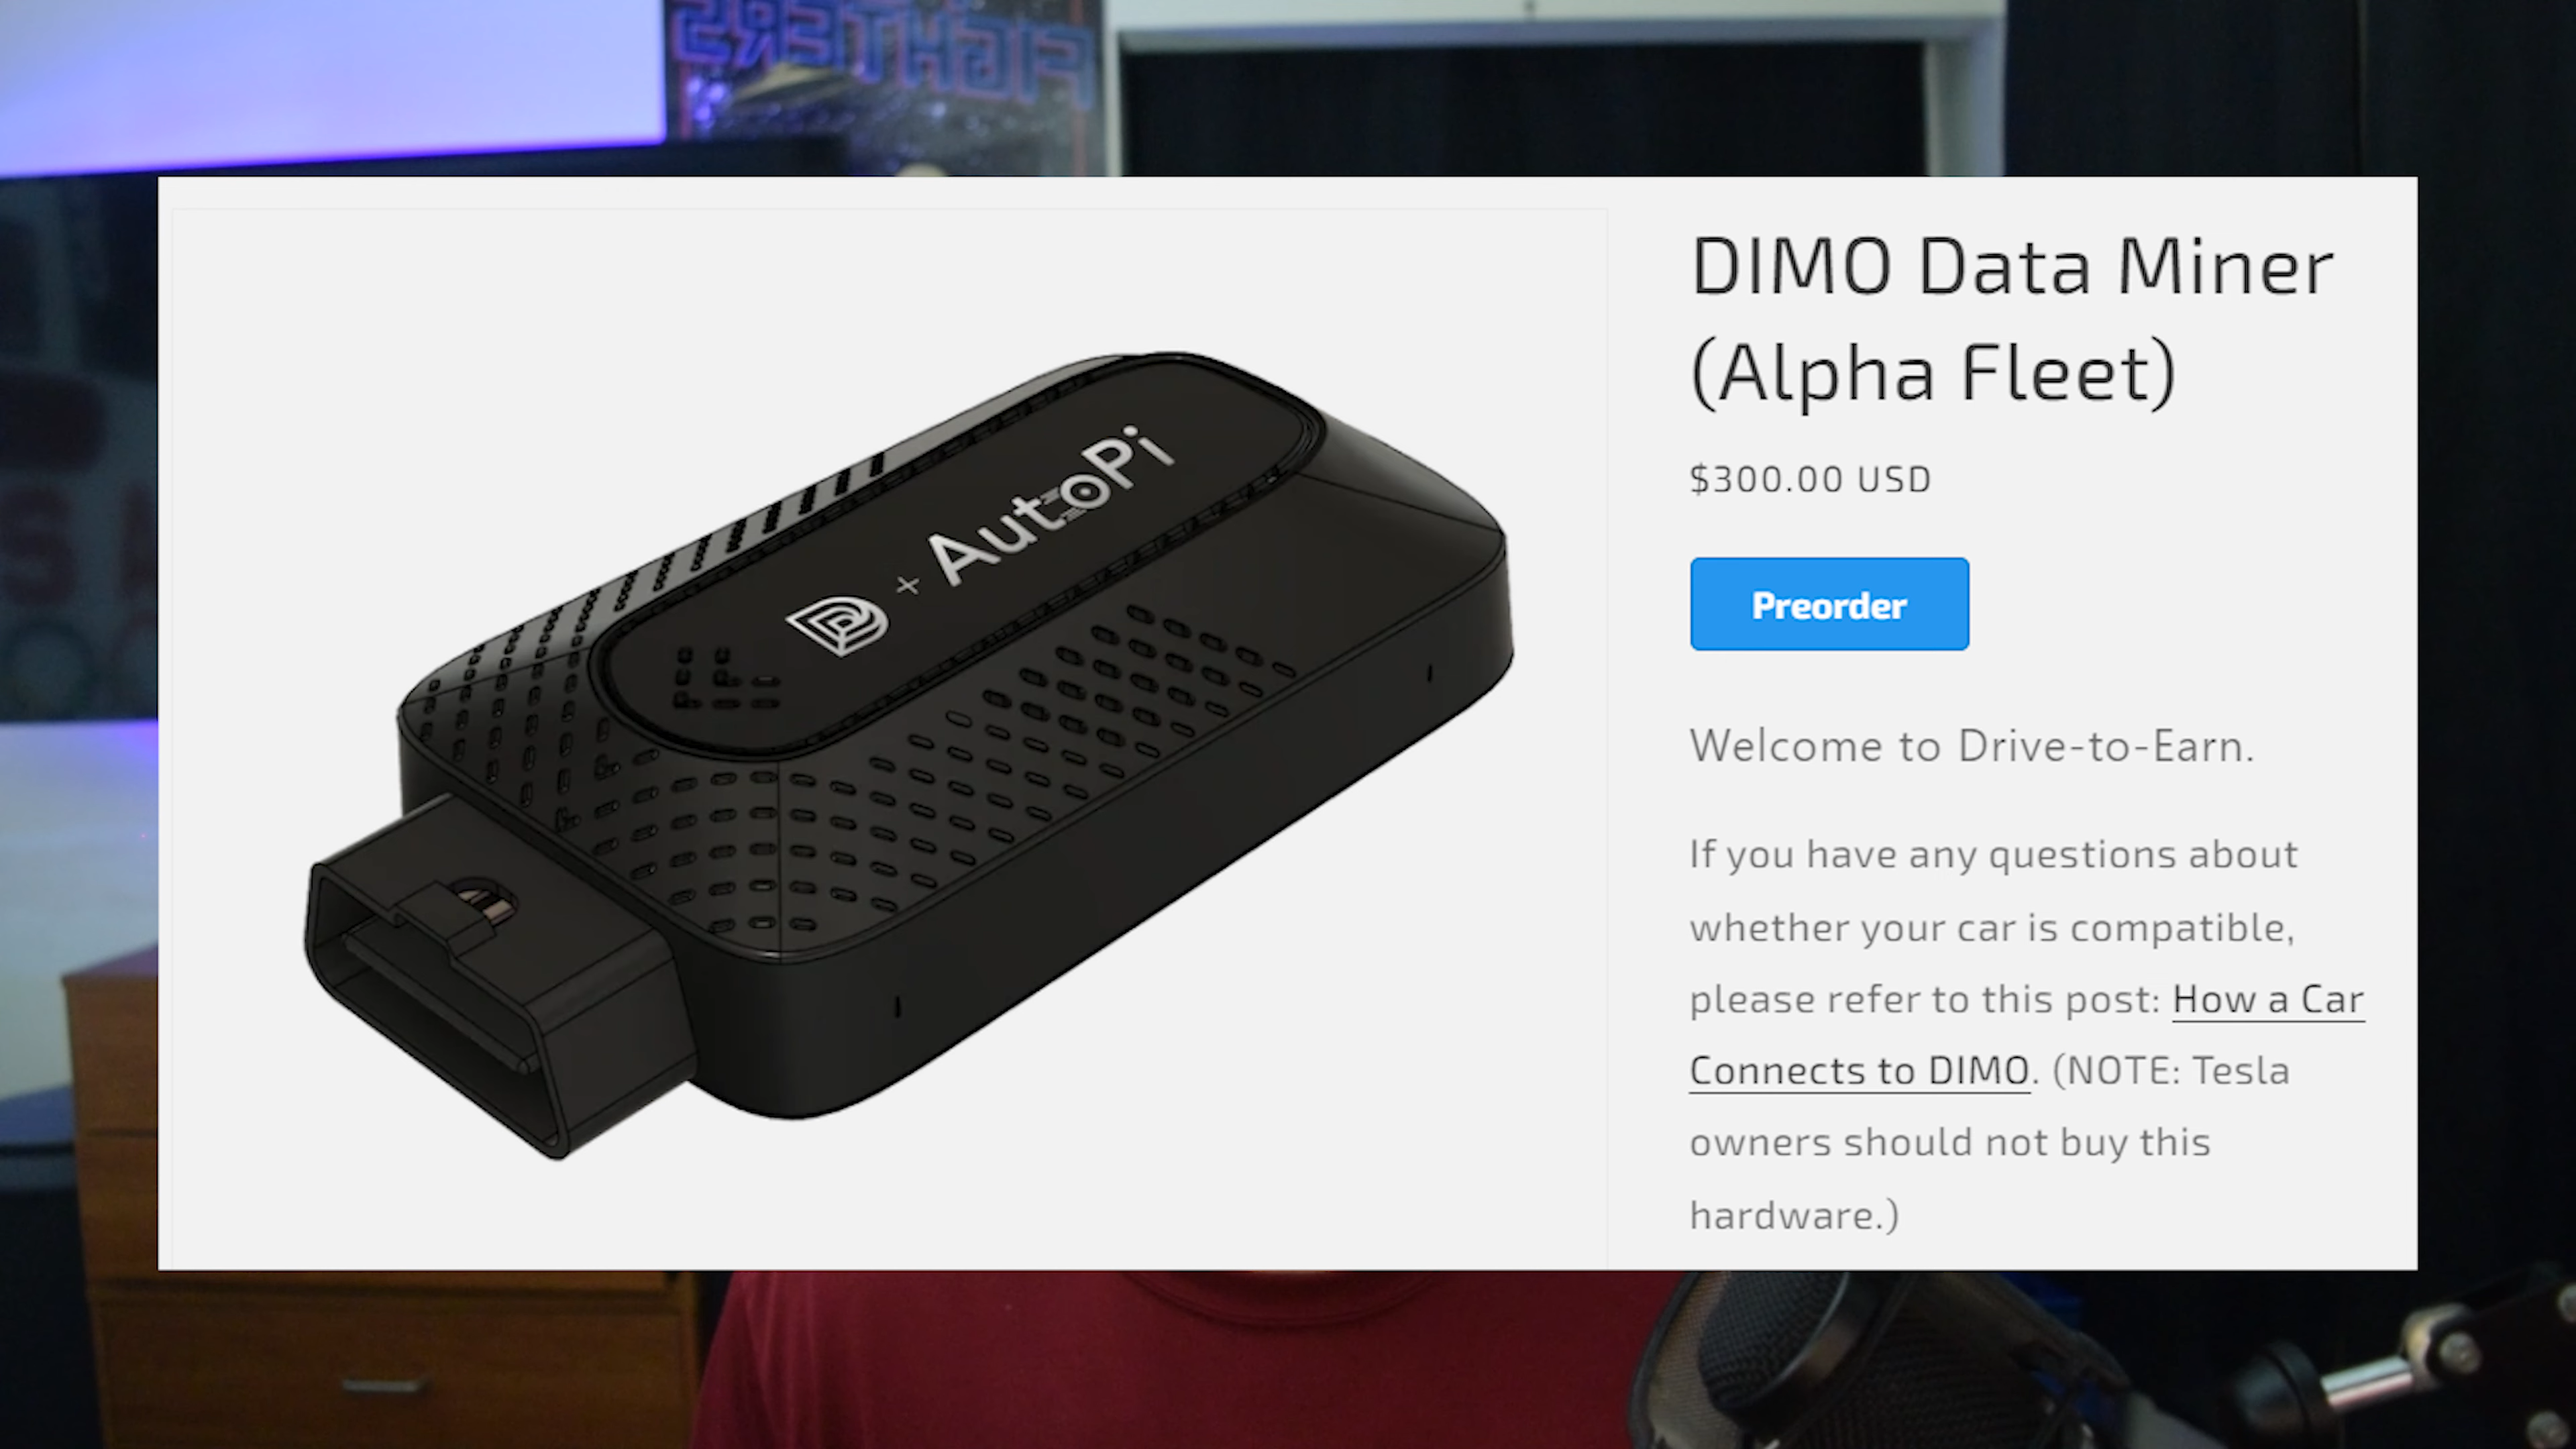 FIGHTERS
DIMO Data Miner
(Alpha Fleet)
$300.00 USD
Preorder
Welcome to Drive-to-Earn.
If you have any questions about
whether your car is compatible,
please refer to this post: How a Car
Connects to DIMO. (NOTE: Tesla
owners should not buy this
hardware.)
D + AutoPi